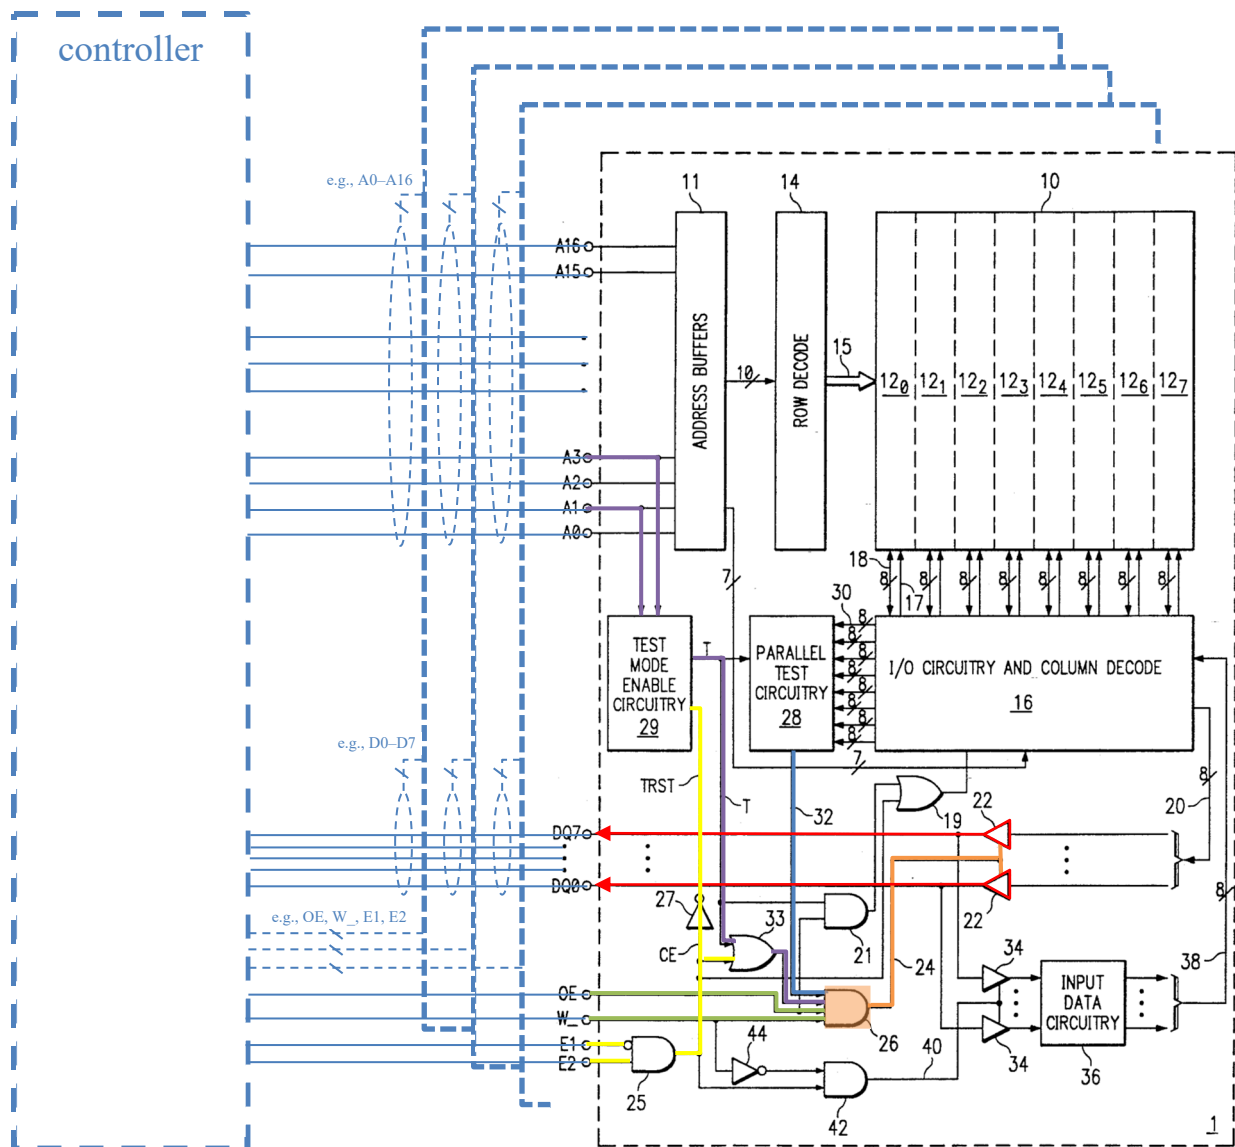 controller
e.g., A0–A16
11
14
10
A16
A15
ADDRESS BUFFERS
10
ROW DECODE
15
12₀ 12₁ 12₂ 12₃ 12₄ 12₅ 12₆ 12₇
A3
A2
A1
A0
18
8 8 8 8 8 8 8 8
17
7
30
TEST
MODE
ENABLE
CIRCUITRY
29
T
PARALLEL
TEST
CIRCUITRY
28
8
8
8
8
8
8
8
8
I/O CIRCUITRY AND COLUMN DECODE
16
e.g., D0–D7
7
TRST
T
32
19
22
8
20
DQ7
DQ0
22
8
27
33
21
e.g., OE, W_, E1, E2
CE
24
34
38
INPUT
DATA
CIRCUITRY
OE
W_
26
E1
E2
44
34
36
25
40
42
1